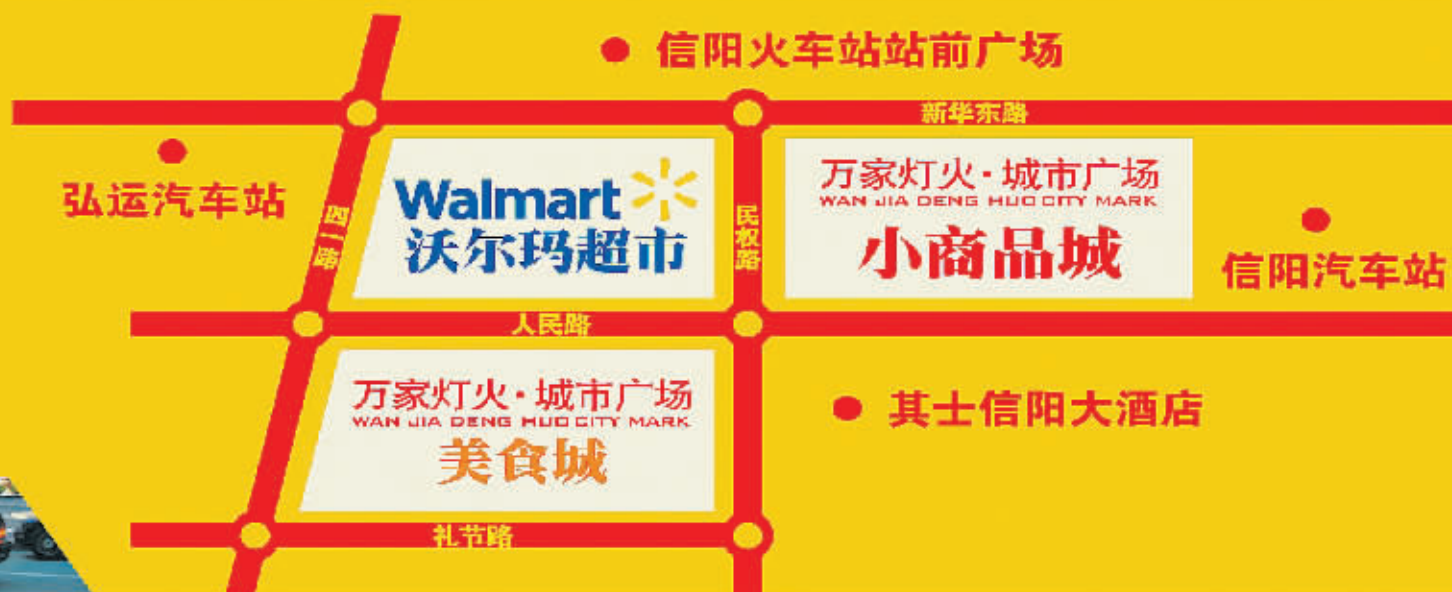 信阳火车站站前广场
新华东路
弘运汽车站
四一路
Walmart
沃尔玛超市
民权路
万家灯火·城市广场
WAN JIA DENG HUO CITY MARK
小商品城
信阳汽车站
人民路
万家灯火·城市广场
WAN JIA DENG HUO CITY MARK
美食城
其士信阳大酒店
礼节路